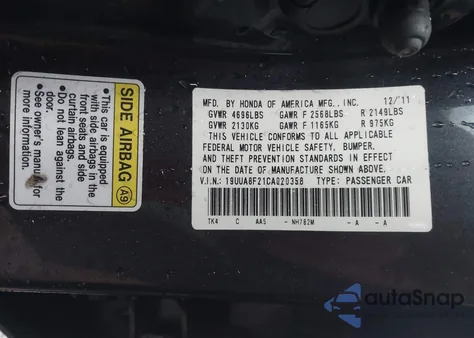 SIDE AIRBAG A9
• This car is equipped
with side airbags in the
front seats and side
curtain airbags.
• Do not lean against the
door.
• See owner's manual for
more information.
MFD. BY HONDA OF AMERICA MFG., INC. 12/'11
GVWR 4696LBS GAWR F 2568LBS R 2149LBS
GVWR 2130KG GAWR F 1165KG R 975KG
THIS VEHICLE CONFORMS TO ALL APPLICABLE
FEDERAL MOTOR VEHICLE SAFETY, BUMPER,
AND THEFT PREVENTION STANDARDS IN EFFECT
ON THE DATE OF MANUFACTURE SHOWN ABOVE.
V.I.N.: 19UUA8F21CA020358 TYPE: PASSENGER CAR
TK4 C AA5 - NH782M - A - A
autaSnap